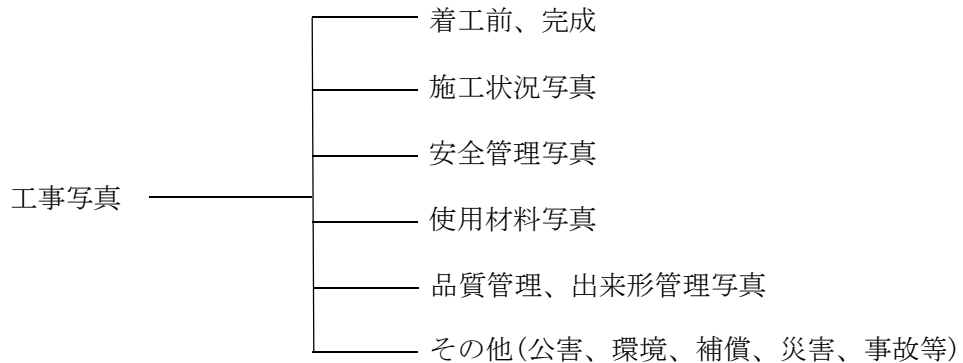 着工前、完成
施工状況写真
安全管理写真
工事写真
使用材料写真
品質管理、出来形管理写真
その他(公害、環境、補償、災害、事故等)